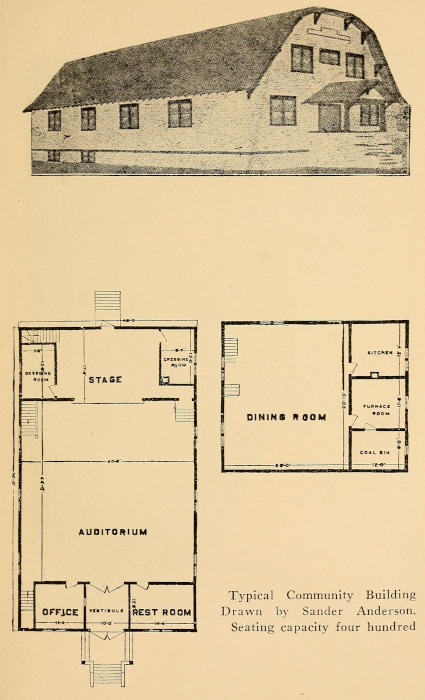 DRESSING
ROOM
STAGE
DRESSING
ROOM
AUDITORIUM
OFFICE
VESTIBULE
REST ROOM
KITCHEN
DINING ROOM
FURNACE
ROOM
COAL BIN
Typical Community Building
Drawn by Sander Anderson.
Seating capacity four hundred